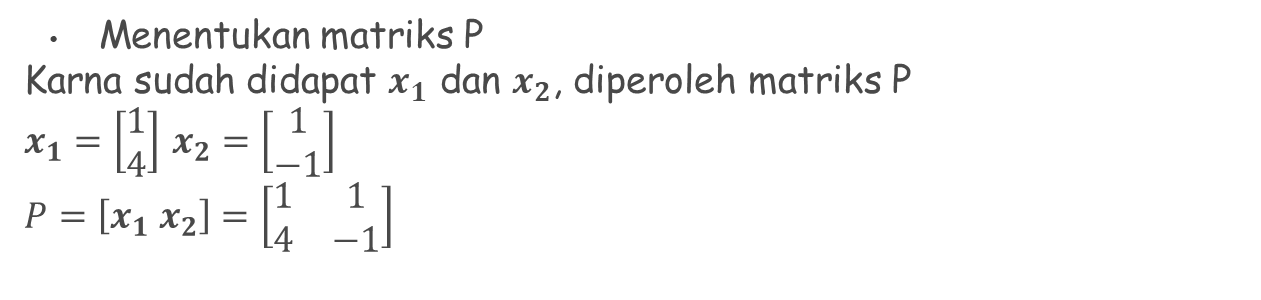 · Menentukan matriks P
Karna sudah didapat x₁ dan x₂, diperoleh matriks P
x₁ = [1; 4] x₂ = [1; −1]
P = [x₁ x₂] = [1 1; 4 −1]